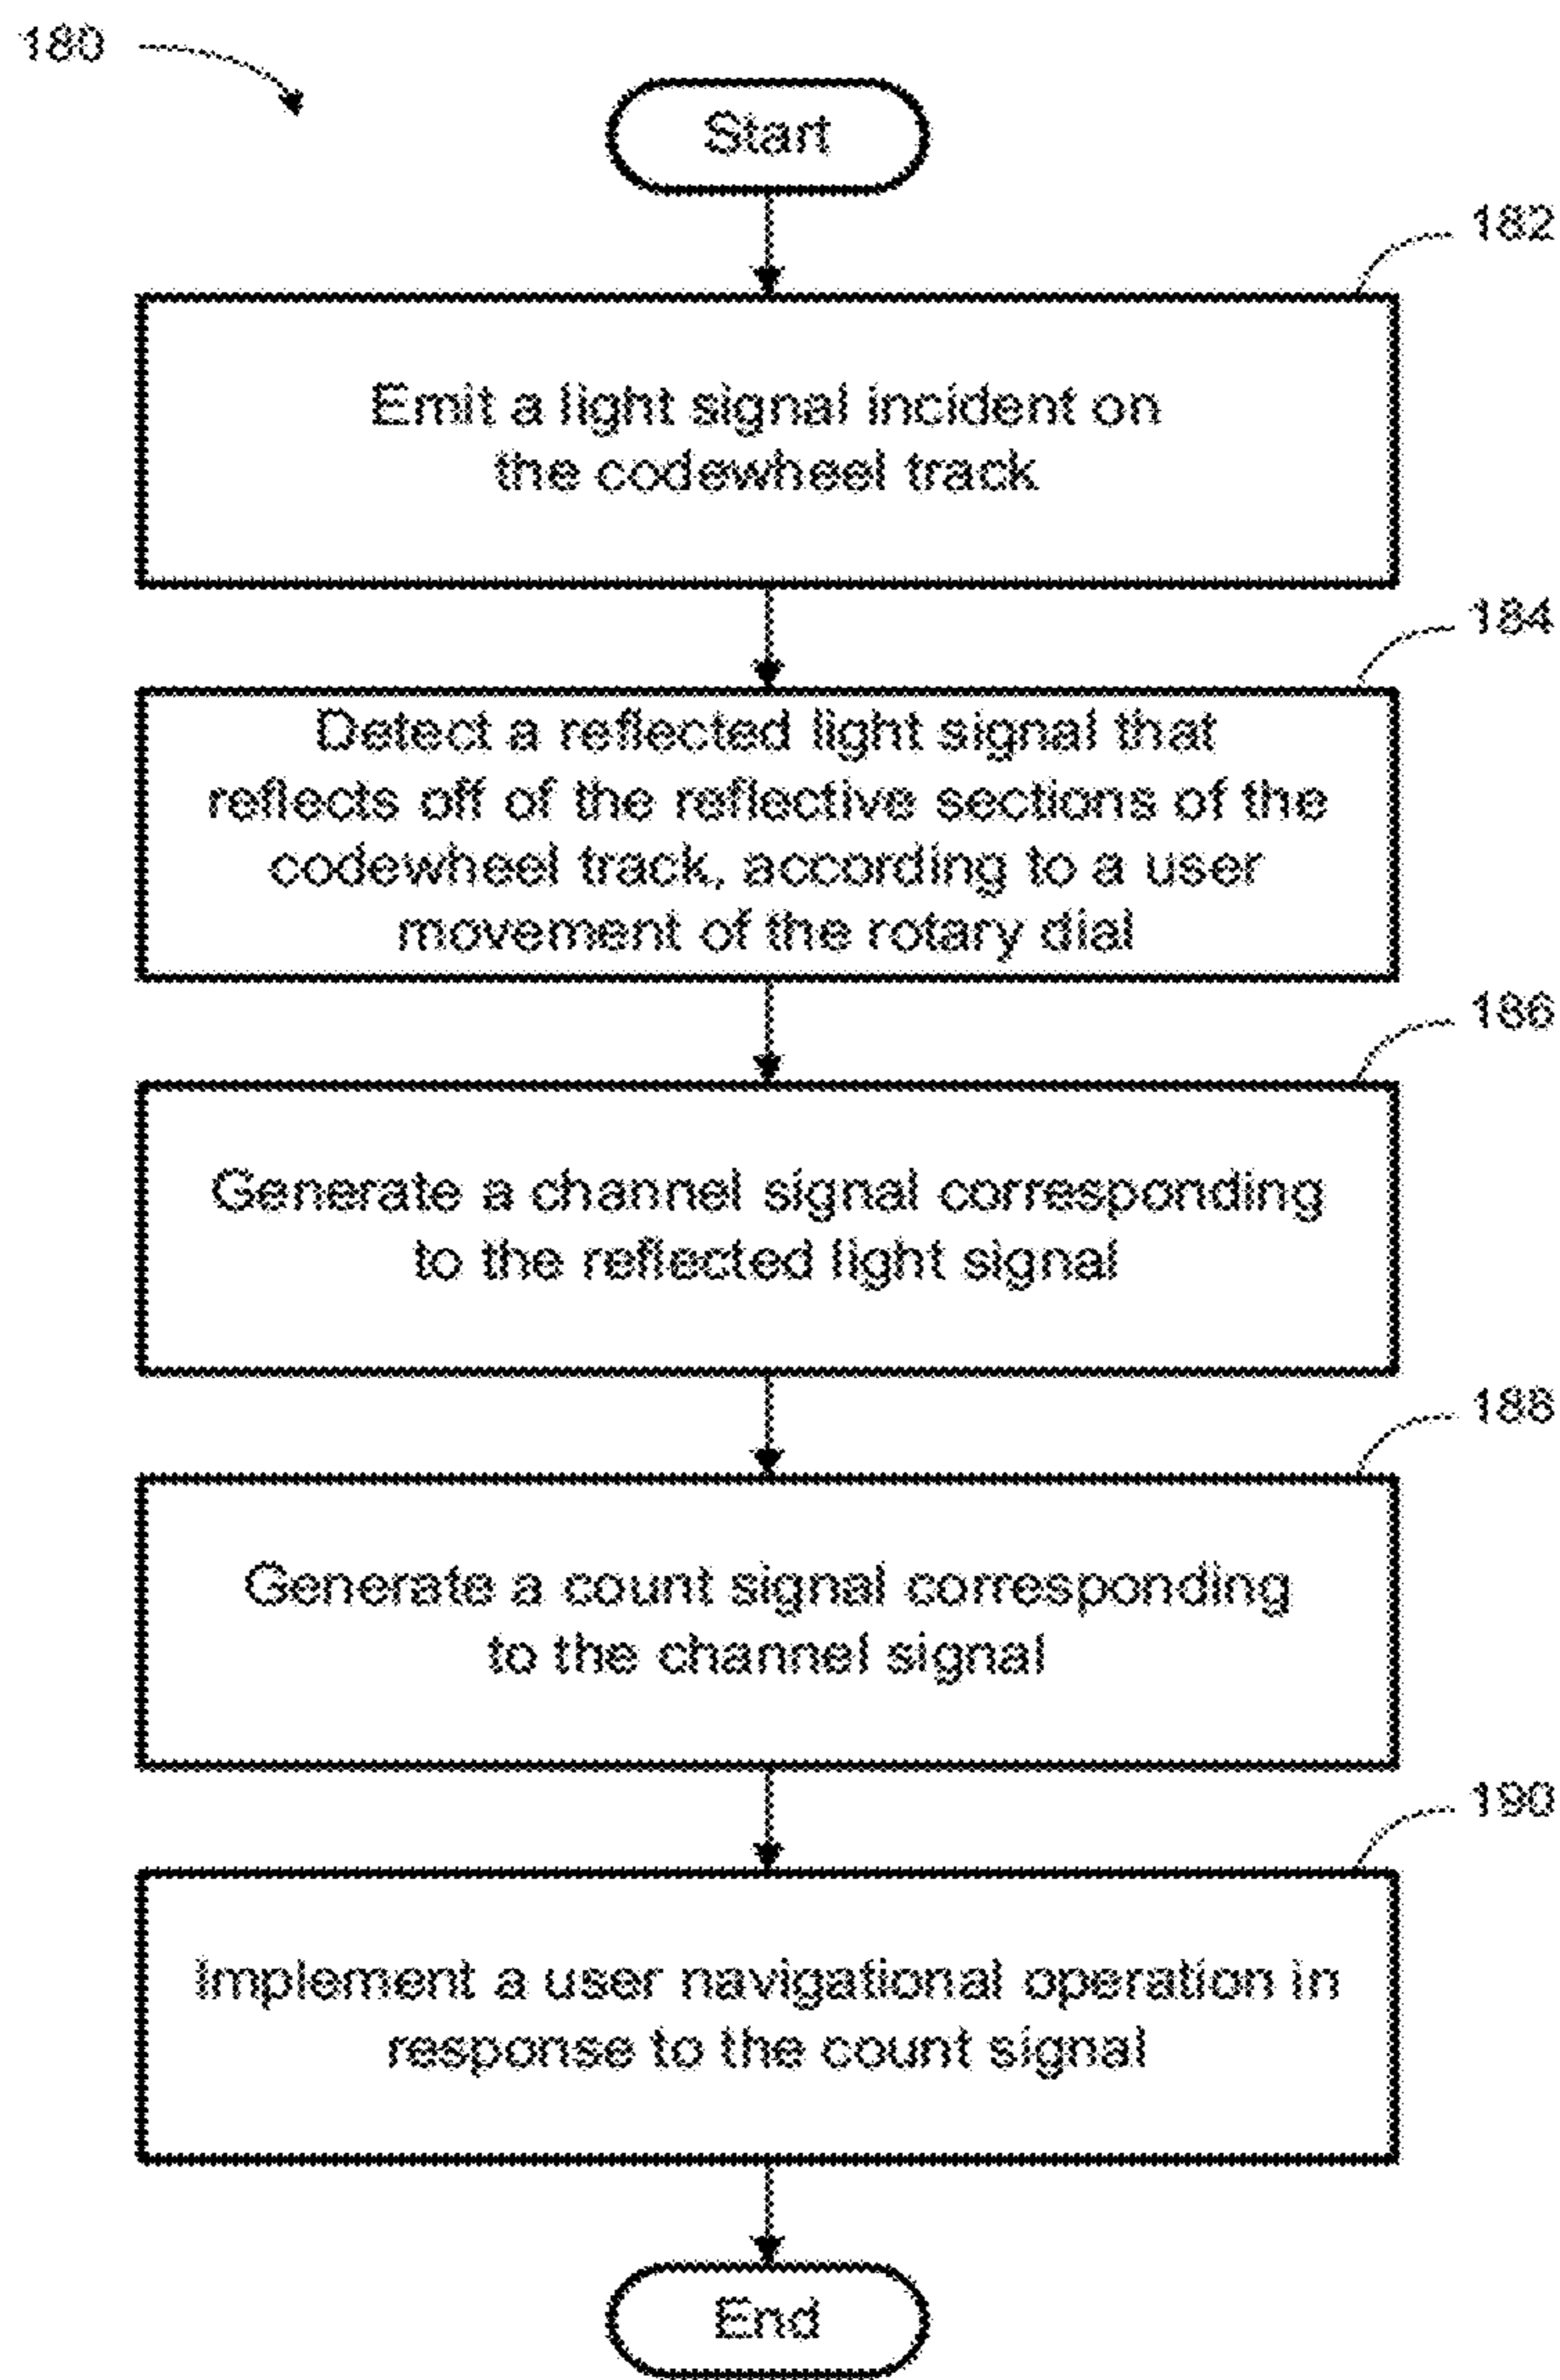 180
Start
182
Emit a light signal incident on
the codewheel track
184
Detect a reflected light signal that
reflects off of the reflective sections of the
codewheel track, according to a user
movement of the rotary dial
186
Generate a channel signal corresponding
to the reflected light signal
188
Generate a count signal corresponding
to the channel signal
190
Implement a user navigational operation in
response to the count signal
End